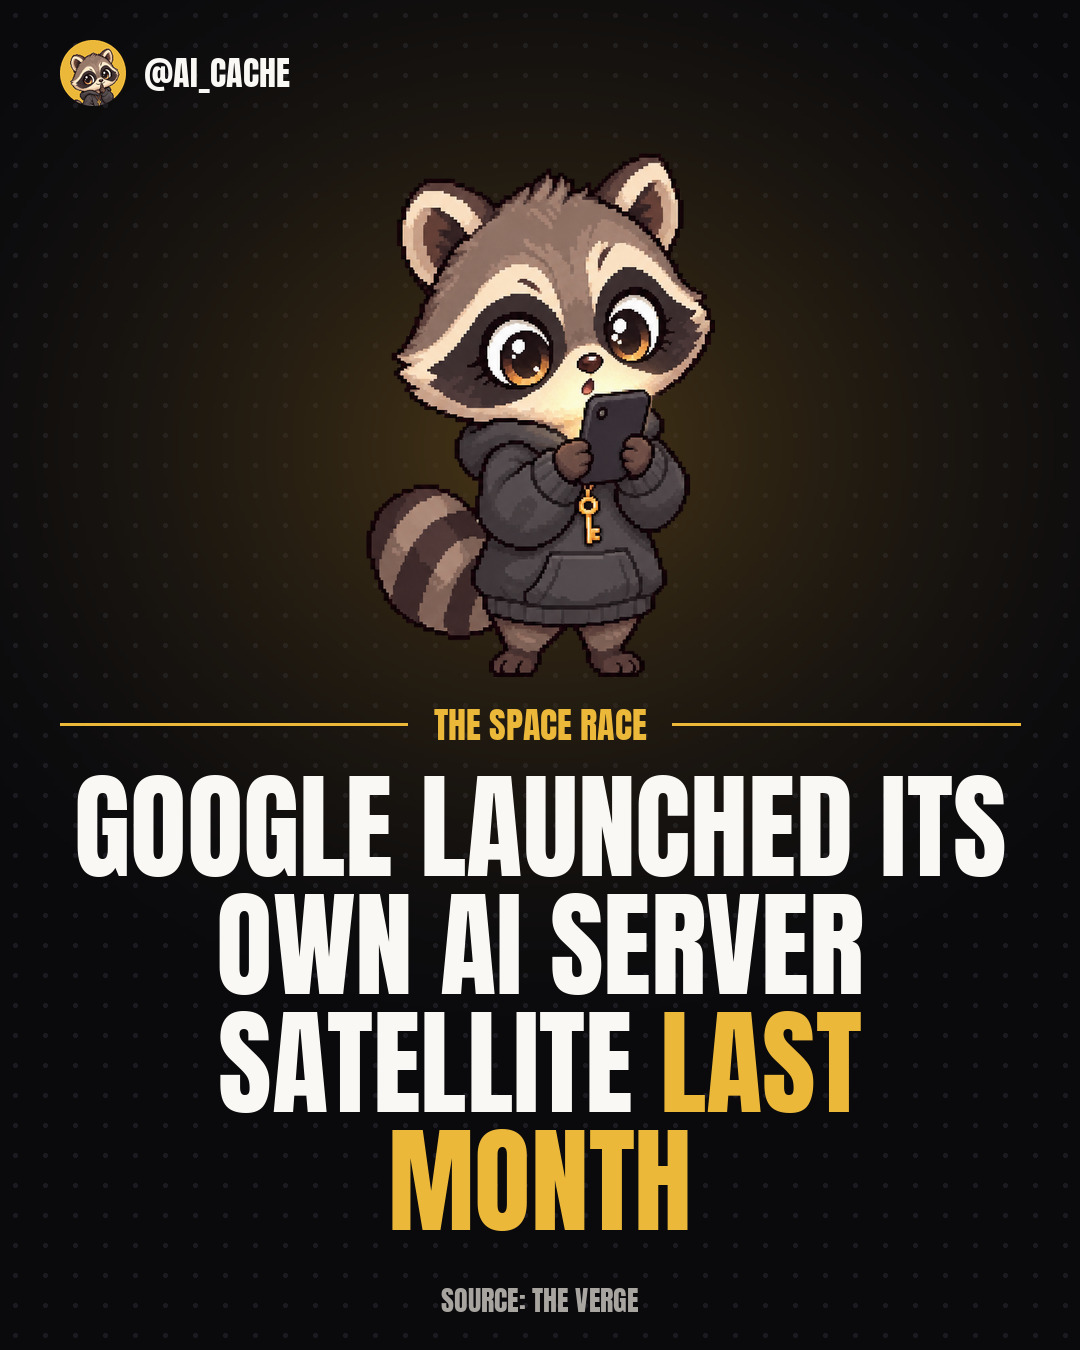 @AI_CACHE
THE SPACE RACE
GOOGLE LAUNCHED ITS
OWN AI SERVER
SATELLITE LAST
MONTH
SOURCE: THE VERGE